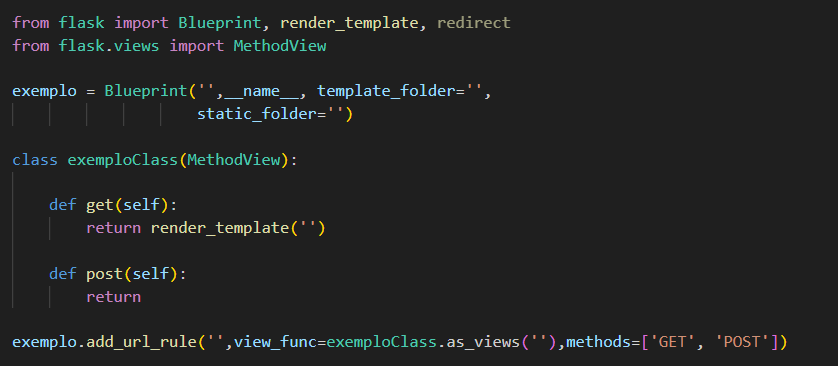 from flask import Blueprint, render_template, redirect
from flask.views import MethodView
exemplo = Blueprint('',__name__, template_folder='',
static_folder='')
class exemploClass(MethodView):
def get(self):
return render_template('')
def post(self):
return
exemplo.add_url_rule('',view_func=exemploClass.as_views(''),methods=['GET', 'POST'])